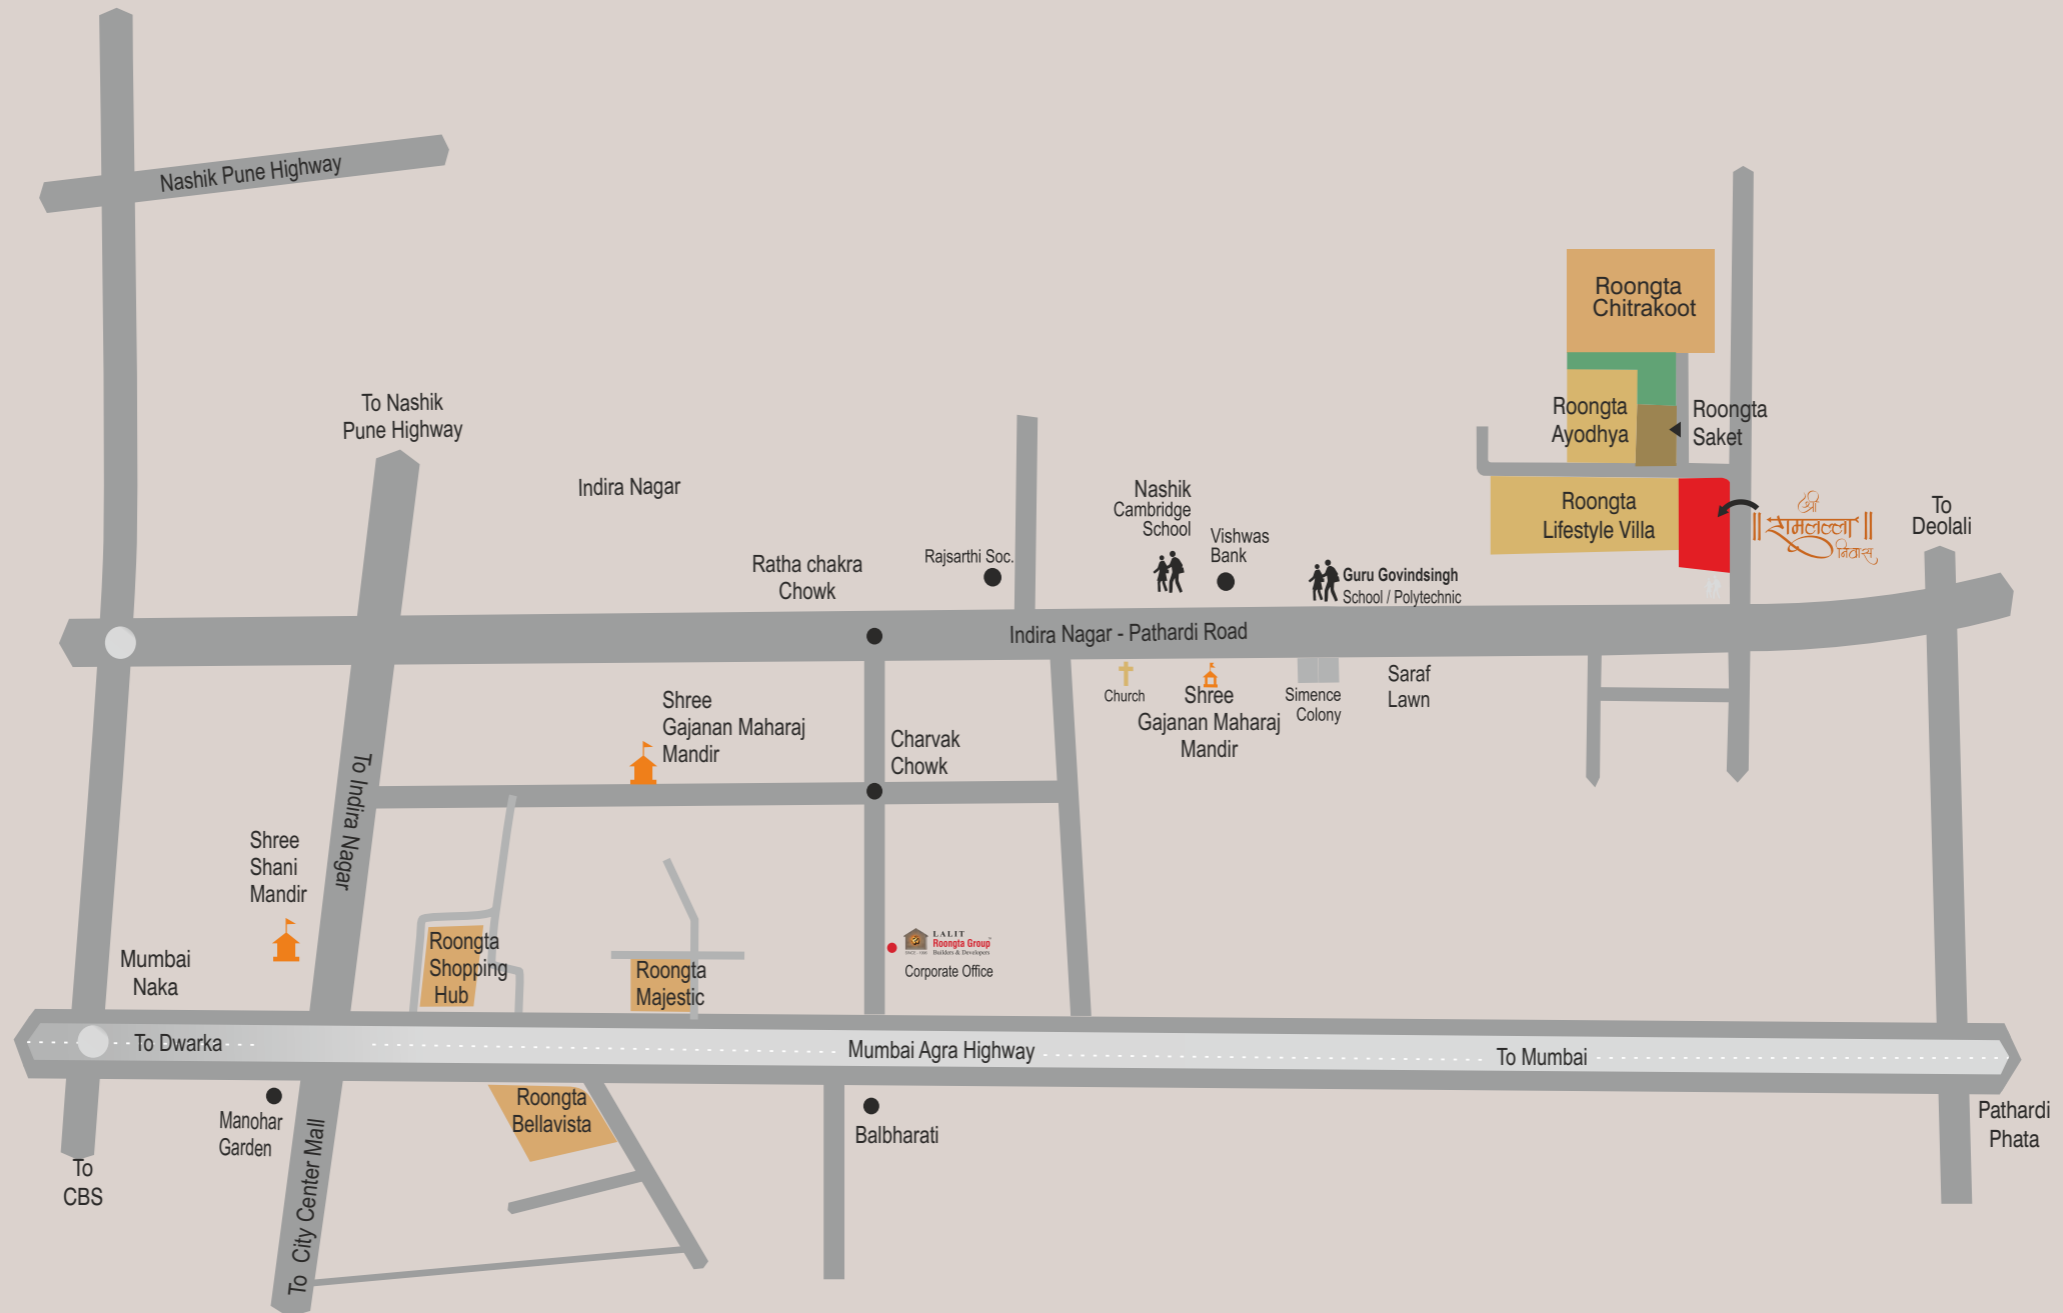 Nashik Pune Highway
Roongta
Chitrakoot
To Nashik
Pune Highway
Roongta
Ayodhya
Roongta
Saket
Indira Nagar
Nashik
Cambridge
School
Vishwas
Bank
Roongta
Lifestyle Villa
श्री
रामलल्ला
निवास
To
Deolali
Ratha chakra
Chowk
Rajsarthi Soc.
Guru Govindsingh
School / Polytechnic
Indira Nagar - Pathardi Road
Church
Shree
Gajanan Maharaj
Mandir
Simence
Colony
Saraf
Lawn
Shree
Gajanan Maharaj
Mandir
Charvak
Chowk
To Indira Nagar
Shree
Shani
Mandir
Mumbai
Naka
Roongta
Shopping
Hub
Roongta
Majestic
LALIT
Roongta Group
Builders & Developers
Corporate Office
To Dwarka
Mumbai Agra Highway
To Mumbai
Manohar
Garden
To City Center Mall
Roongta
Bellavista
Balbharati
Pathardi
Phata
To
CBS